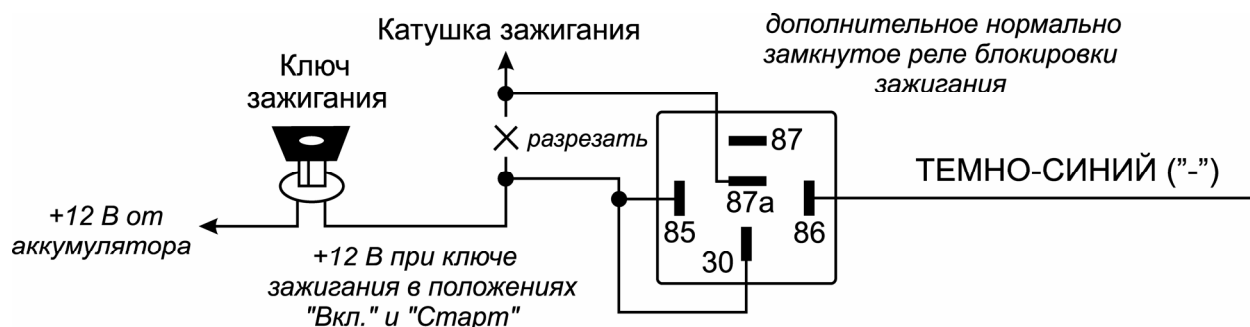 Катушка зажигания
дополнительное нормально
замкнутое реле блокировки
зажигания
Ключ
зажигания
разрезать
87
87a
85
86
30
ТЕМНО-СИНИЙ ("-")
+12 В от
аккумулятора
+12 В при ключе
зажигания в положениях
"Вкл." и "Старт"